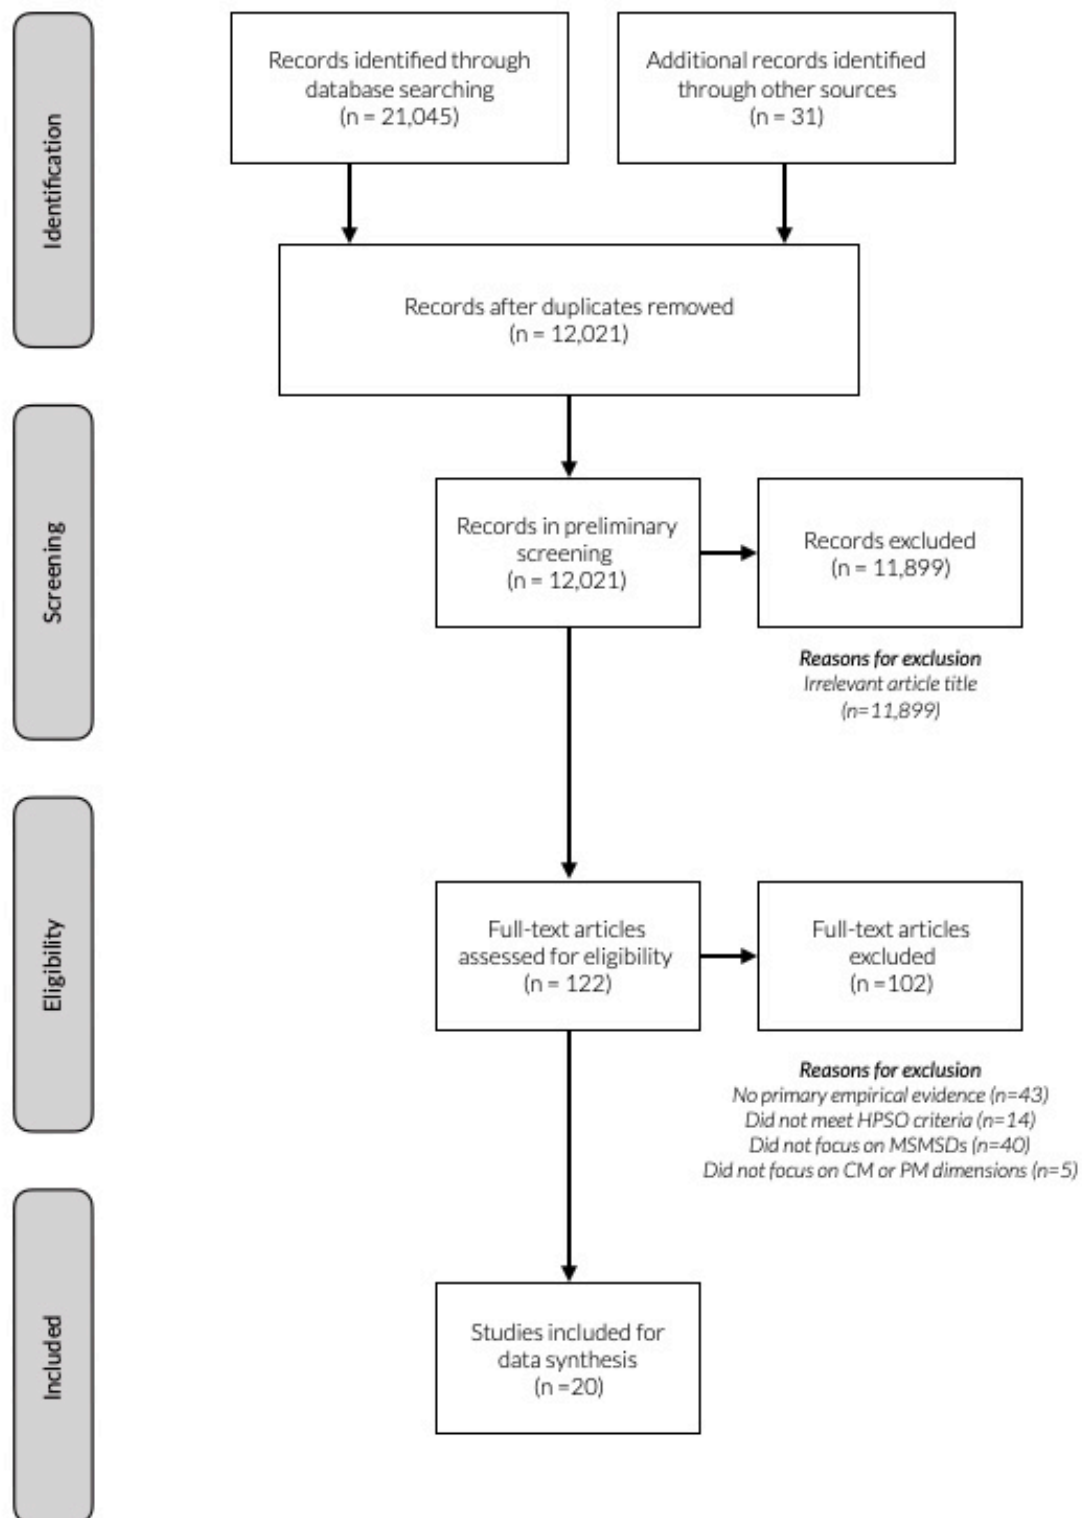 Identification
Records identified through
database searching
(n = 21,045)
Additional records identified
through other sources
(n = 31)
Records after duplicates removed
(n = 12,021)
Screening
Records in preliminary
screening
(n = 12,021)
Records excluded
(n = 11,899)
Reasons for exclusion
Irrelevant article title
(n=11,899)
Eligibility
Full-text articles
assessed for eligibility
(n = 122)
Full-text articles
excluded
(n =102)
Reasons for exclusion
No primary empirical evidence (n=43)
Did not meet HPSO criteria (n=14)
Did not focus on MSMSDs (n=40)
Did not focus on CM or PM dimensions (n=5)
Included
Studies included for
data synthesis
(n =20)